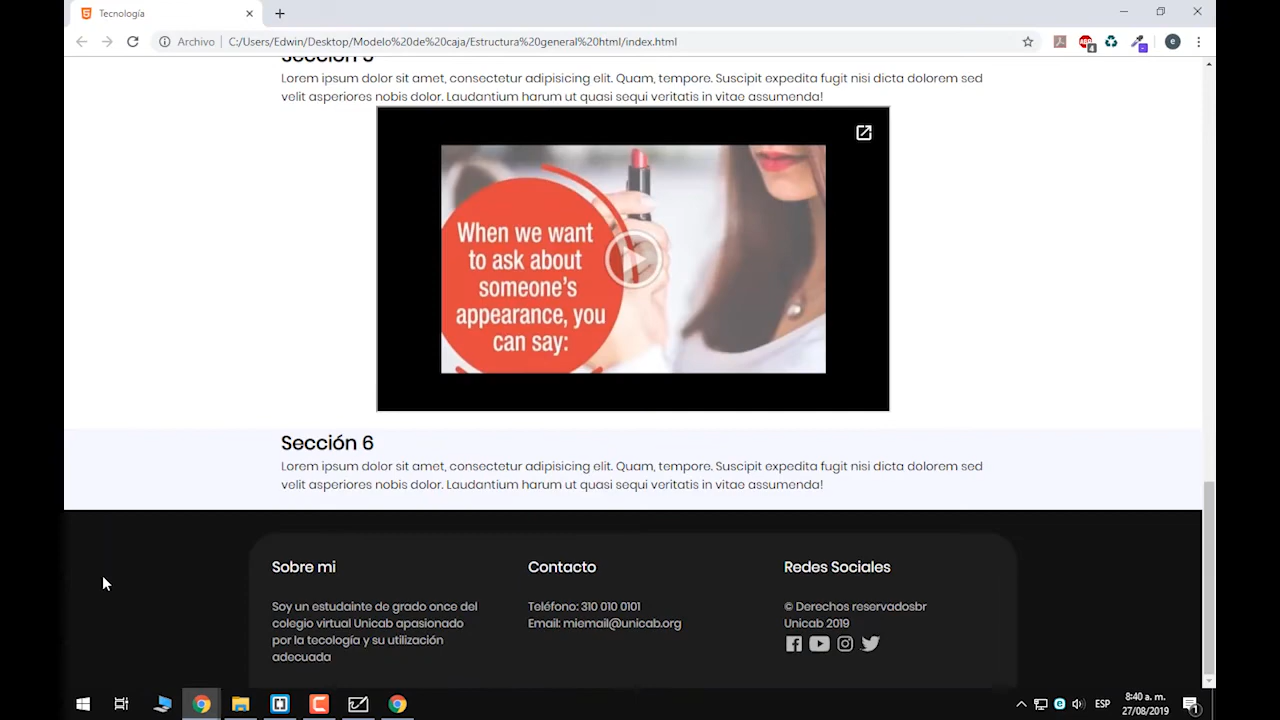 Tecnología
Archivo
C:/Users/Edwin/Desktop/Modelo%20de%20caja/Estructura%20general%20html/index.html
Sección 5
Lorem ipsum dolor sit amet, consectetur adipisicing elit. Quam, tempore. Suscipit expedita fugit nisi dicta dolorem sed
velit asperiores nobis dolor. Laudantium harum ut quasi sequi veritatis in vitae assumenda!
When we want
to ask about
someone's
appearance, you
can say:
Sección 6
Lorem ipsum dolor sit amet, consectetur adipisicing elit. Quam, tempore. Suscipit expedita fugit nisi dicta dolorem sed
velit asperiores nobis dolor. Laudantium harum ut quasi sequi veritatis in vitae assumenda!
Sobre mi
Soy un estudainte de grado once del
colegio virtual Unicab apasionado
por la tecología y su utilización
adecuada
Contacto
Teléfono: 310 010 0101
Email: miemail@unicab.org
Redes Sociales
© Derechos reservadosbr
Unicab 2019
ESP
8:40 a. m.
27/08/2019